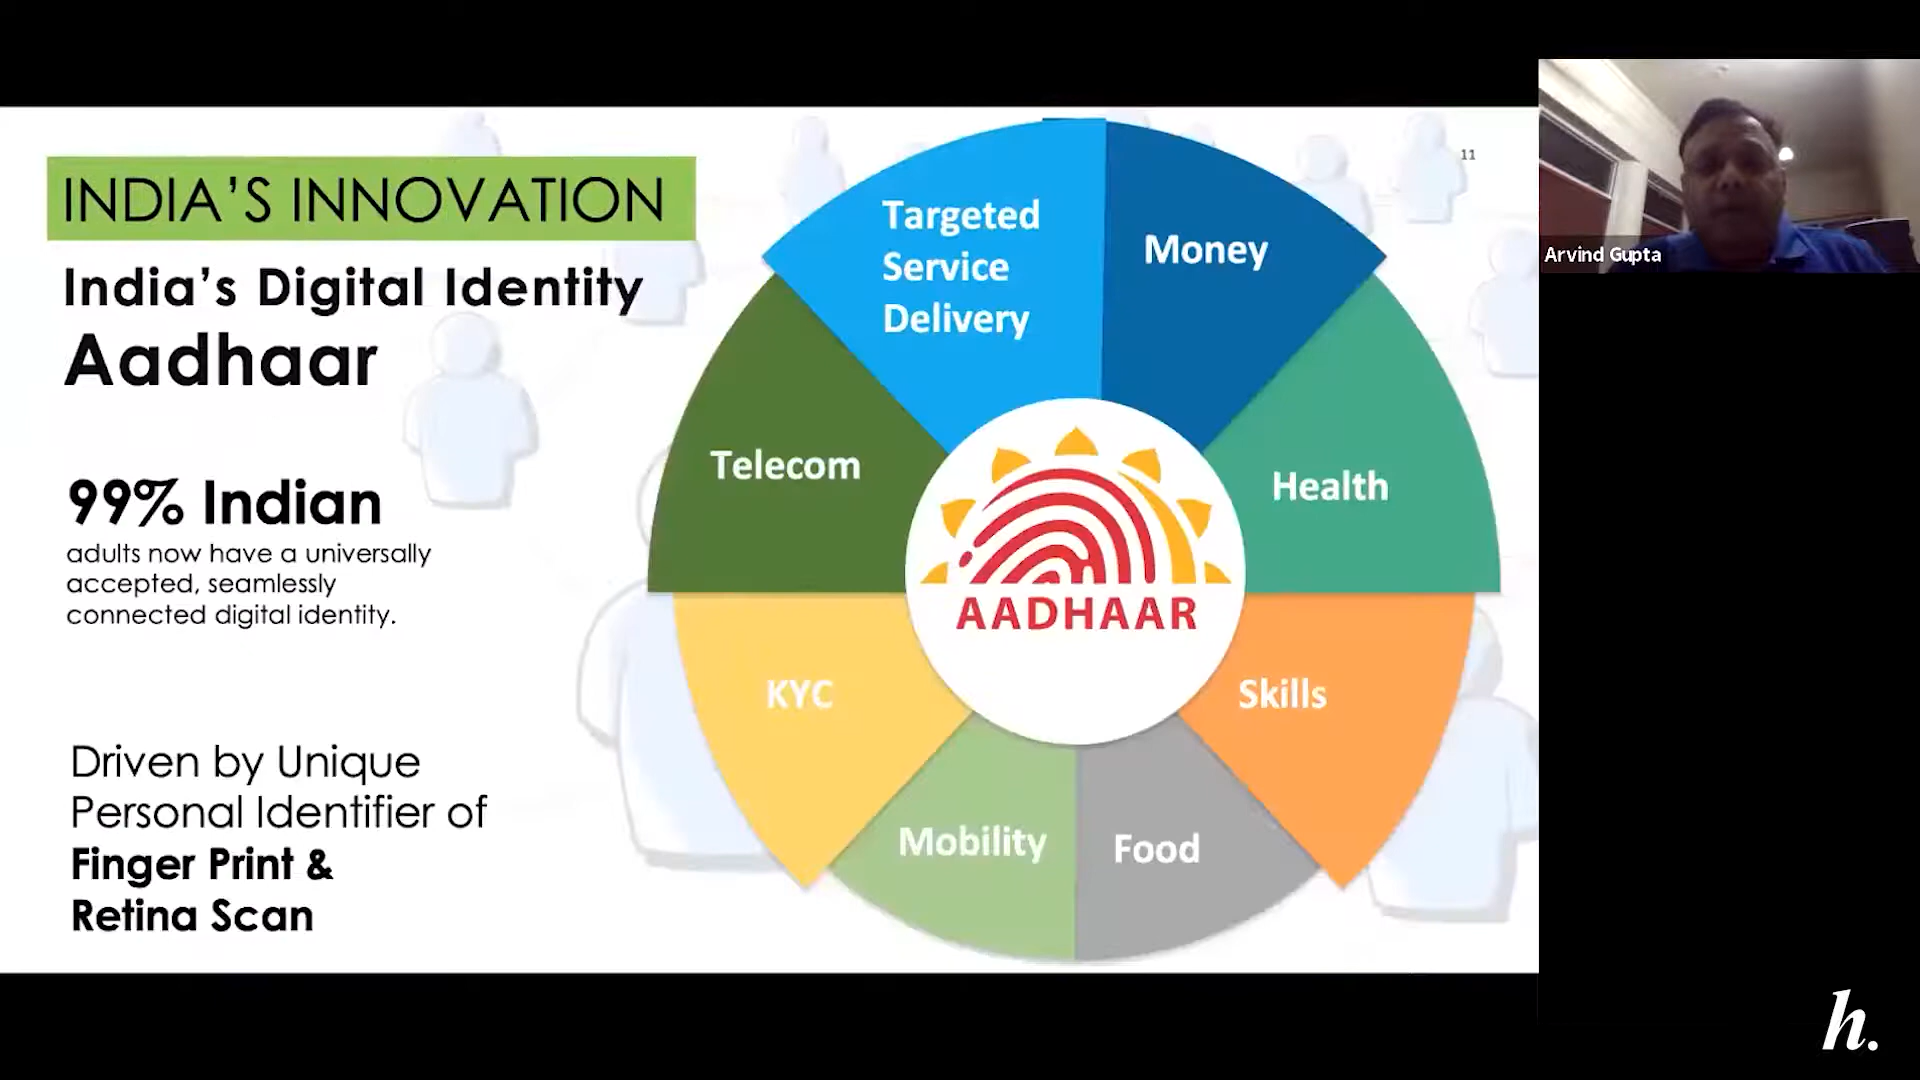 INDIA’S INNOVATION
India’s Digital Identity
Aadhaar
99% Indian
adults now have a universally
accepted, seamlessly
connected digital identity.
Driven by Unique
Personal Identifier of
Finger Print &
Retina Scan
Targeted
Service
Delivery
Money
Telecom
Health
AADHAAR
KYC
Skills
Mobility
Food
11
Arvind Gupta
h.